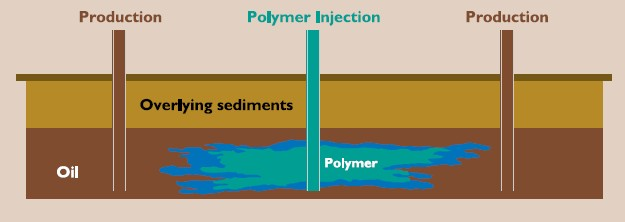 Production
Polymer Injection
Production
Overlying sediments
Polymer
Oil